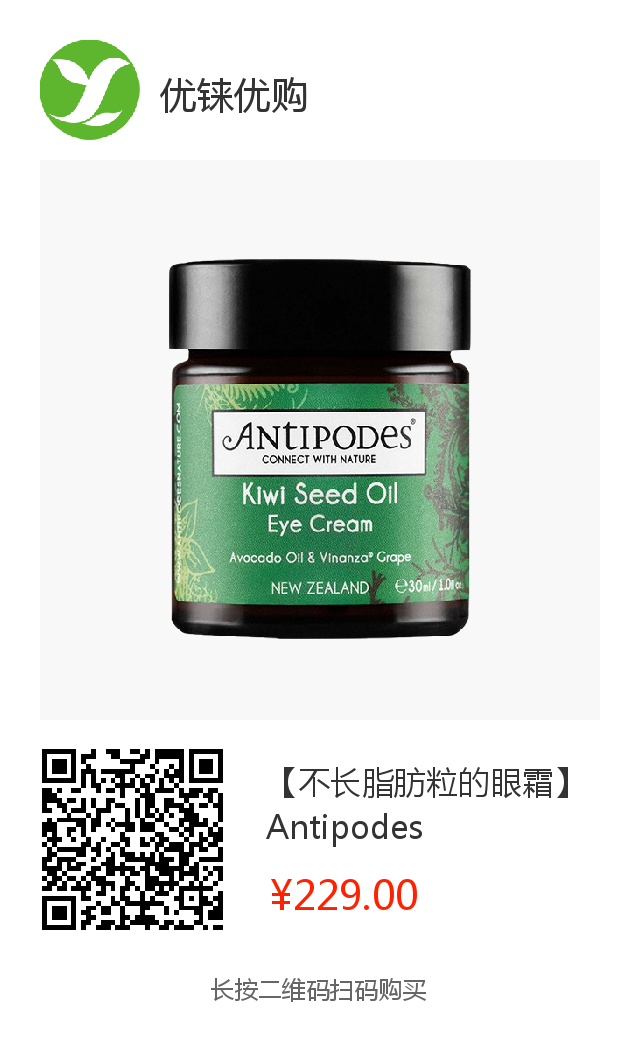 优铼优购
ANTIPODES®
CONNECT WITH NATURE
Kiwi Seed Oil
Eye Cream
Avocado Oil & Vinanza® Grape
NEW ZEALAND ℮30ml / 1.0fl
【不长脂肪粒的眼霜】
Antipodes
¥229.00
长按二维码扫码购买